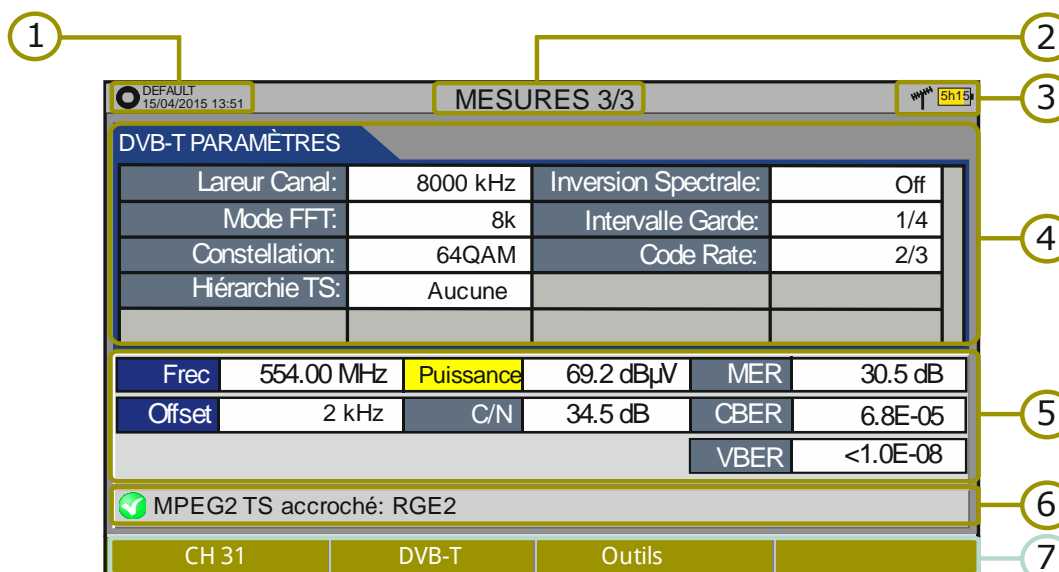 1
2
DEFAULT
15/04/2015 13:51
MESURES 3/3
5h15
3
DVB-T PARAMÈTRES
Lareur Canal: 8000 kHz Inversion Spectrale: Off
Mode FFT: 8k Intervalle Garde: 1/4
Constellation: 64QAM Code Rate: 2/3
4
Hiérarchie TS: Aucune
Frec 554.00 MHz Puissance 69.2 dBµV MER 30.5 dB
Offset 2 kHz C/N 34.5 dB CBER 6.8E-05
5
VBER <1.0E-08
MPEG2 TS accroché: RGE2
6
CH 31 DVB-T Outils
7